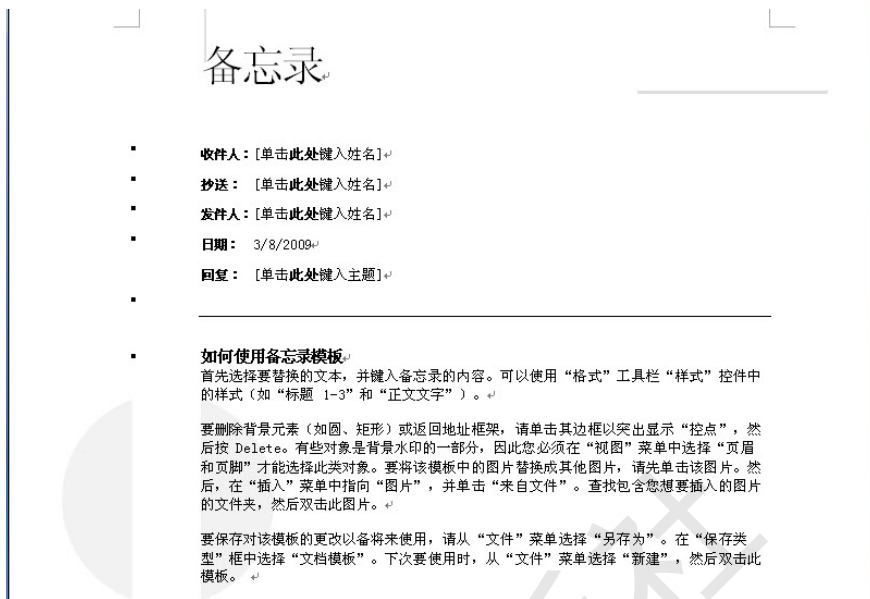 备忘录
收件人：[单击此处键入姓名]
抄送： [单击此处键入姓名]
发件人：[单击此处键入姓名]
日期： 3/8/2009
回复： [单击此处键入主题]
如何使用备忘录模板
首先选择要替换的文本，并键入备忘录的内容。可以使用“格式”工具栏“样式”控件中
的样式（如“标题 1-3”和“正文文字”）。
要删除背景元素（如圆、矩形）或返回地址框架，请单击其边框以突出显示“控点”，然
后按 Delete。有些对象是背景水印的一部分，因此您必须在“视图”菜单中选择“页眉
和页脚”才能选择此类对象。要将该模板中的图片替换成其他图片，请先单击该图片。然
后，在“插入”菜单中指向“图片”，并单击“来自文件”。查找包含您想要插入的图片
的文件夹，然后双击此图片。
要保存对该模板的更改以备将来使用，请从“文件”菜单选择“另存为”。在“保存类
型”框中选择“文档模板”。下次要使用时，从“文件”菜单选择“新建”，然后双击此
模板。
社